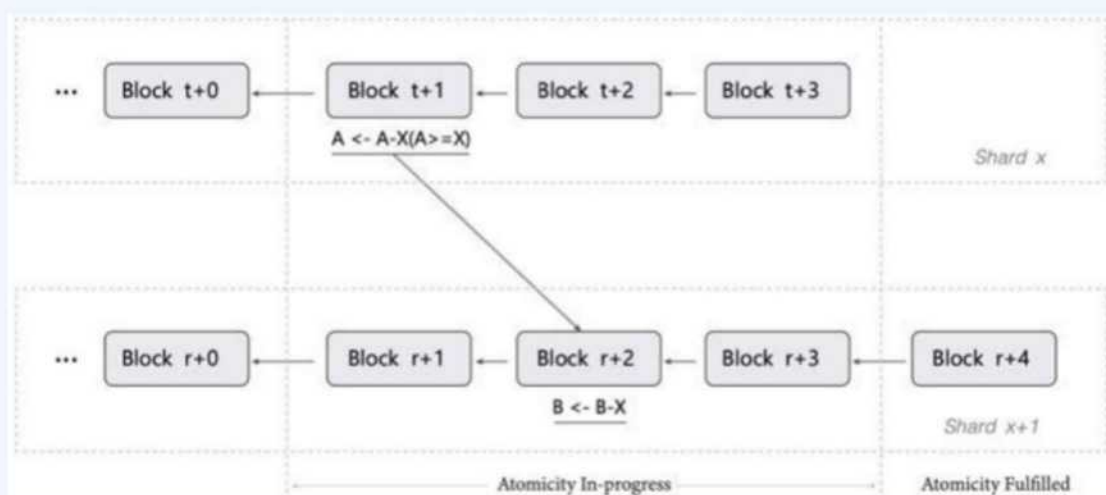 ... Block t+0 Block t+1 Block t+2 Block t+3
A <- A-X(A>=X)
Shard x
... Block r+0 Block r+1 Block r+2 Block r+3 Block r+4
B <- B-X
Shard x+1
Atomicity In-progress Atomicity Fulfilled